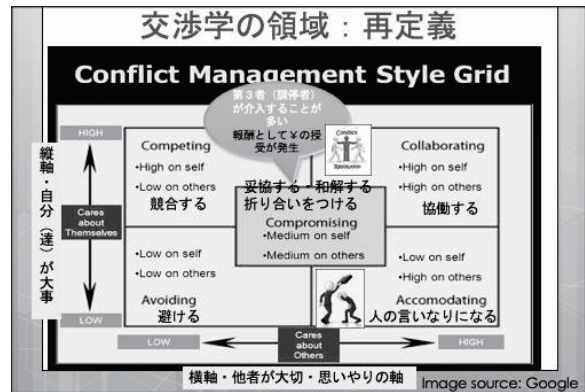 交渉学の領域:再定義
Conflict Management Style Grid
第3者(調停者)
が介入することが
多い
報酬として¥の授
受が発生
縦軸・自分(達)が大事
HIGH
Cares
about
Themselves
LOW
Competing
•High on self
•Low on others
競合する
Collaborating
•High on self
•High on others
協働する
妥協する・和解する
折り合いをつける
Compromising
•Medium on self
•Medium on others
•Low on self
•Low on others
Avoiding
避ける
•Low on self
•High on others
Accomodating
人の言いなりになる
LOW
Cares
about
Others
HIGH
横軸・他者が大切・思いやりの軸
Image source: Google